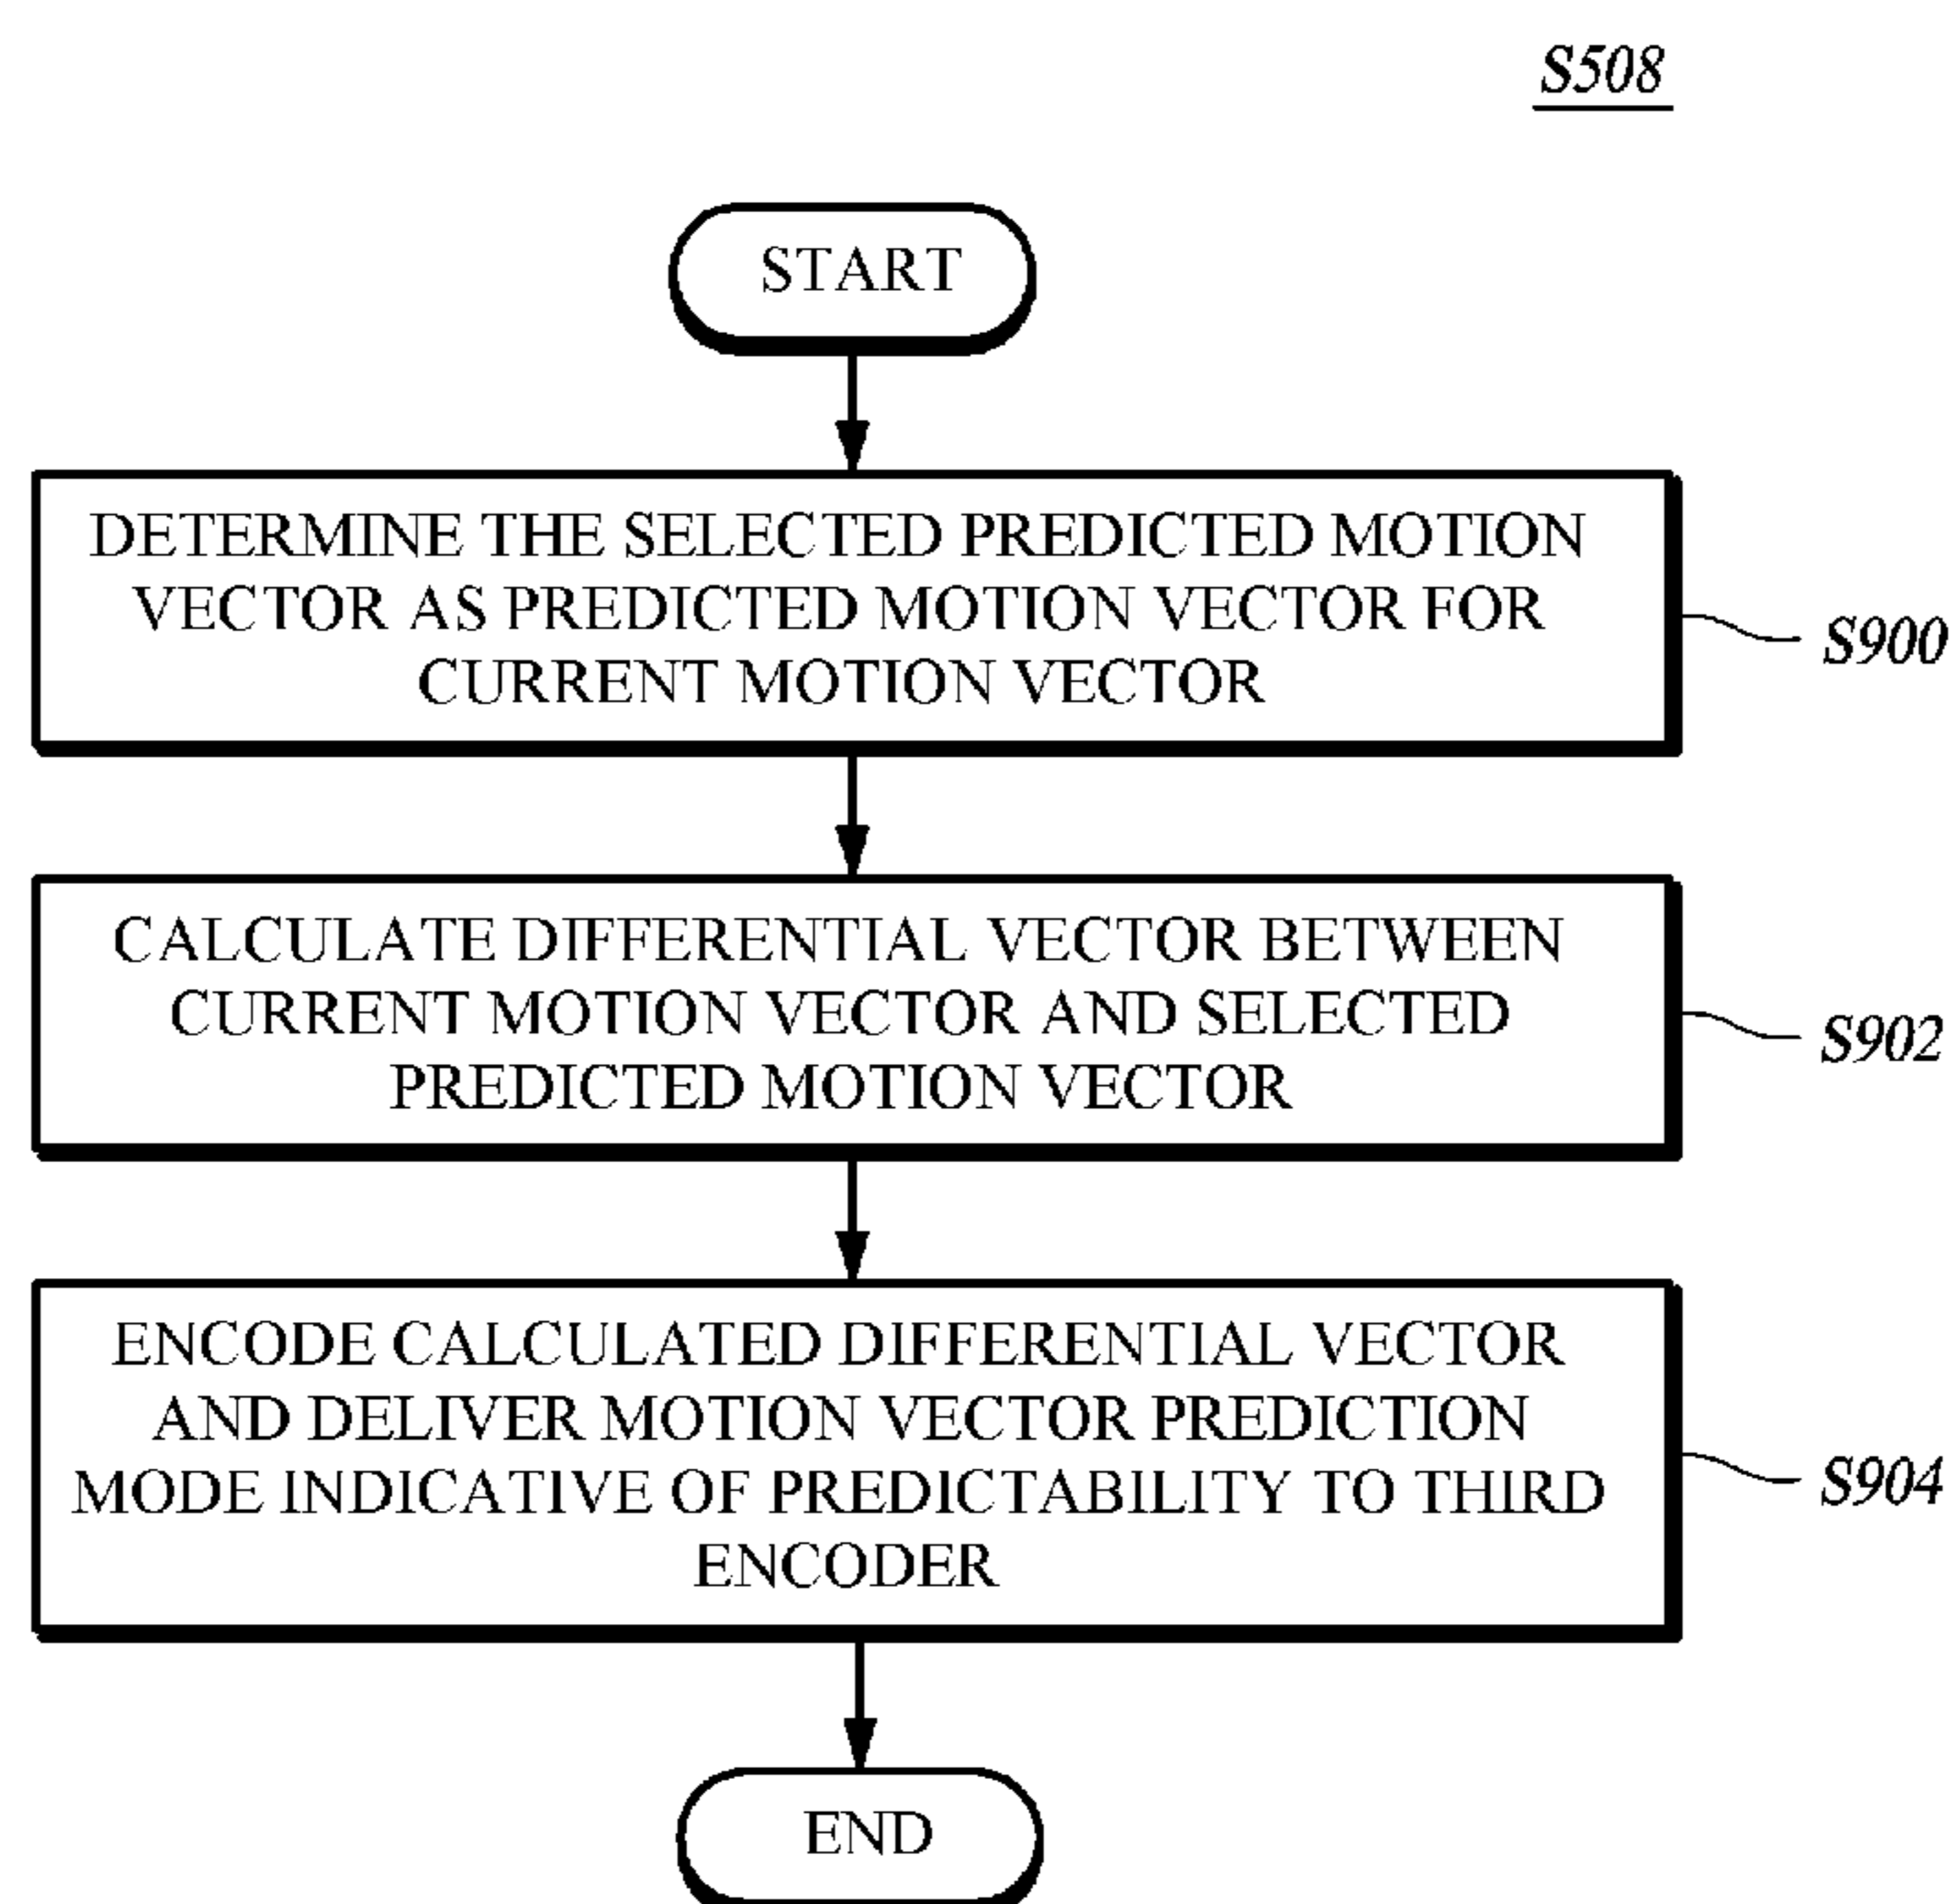 S508
START
DETERMINE THE SELECTED PREDICTED MOTION
VECTOR AS PREDICTED MOTION VECTOR FOR
CURRENT MOTION VECTOR
S900
CALCULATE DIFFERENTIAL VECTOR BETWEEN
CURRENT MOTION VECTOR AND SELECTED
PREDICTED MOTION VECTOR
S902
ENCODE CALCULATED DIFFERENTIAL VECTOR
AND DELIVER MOTION VECTOR PREDICTION
MODE INDICATIVE OF PREDICTABILITY TO THIRD
ENCODER
S904
END